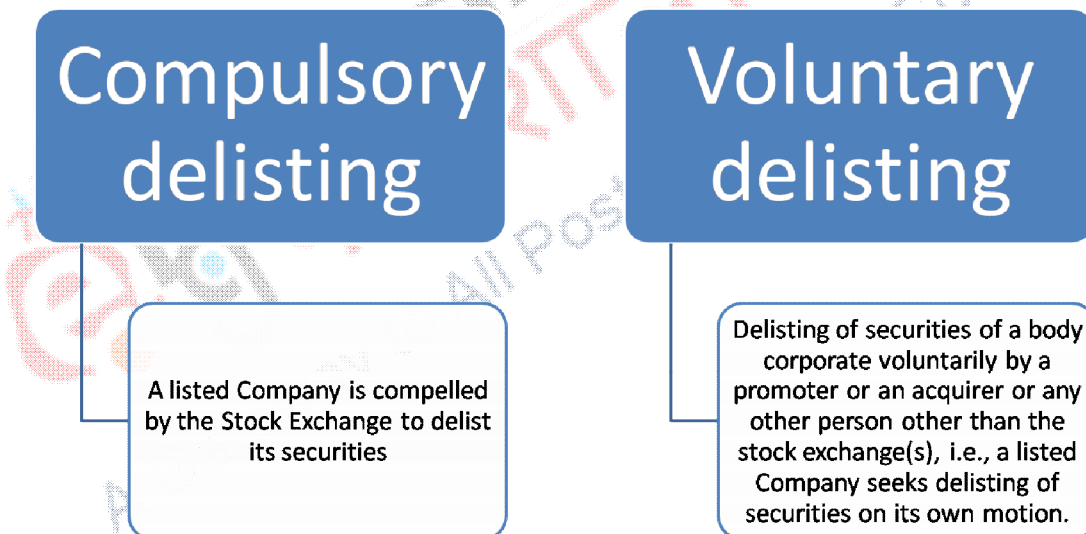 Compulsory
delisting
A listed Company is compelled
by the Stock Exchange to delist
its securities
Voluntary
delisting
Delisting of securities of a body
corporate voluntarily by a
promoter or an acquirer or any
other person other than the
stock exchange(s), i.e., a listed
Company seeks delisting of
securities on its own motion.
All Post